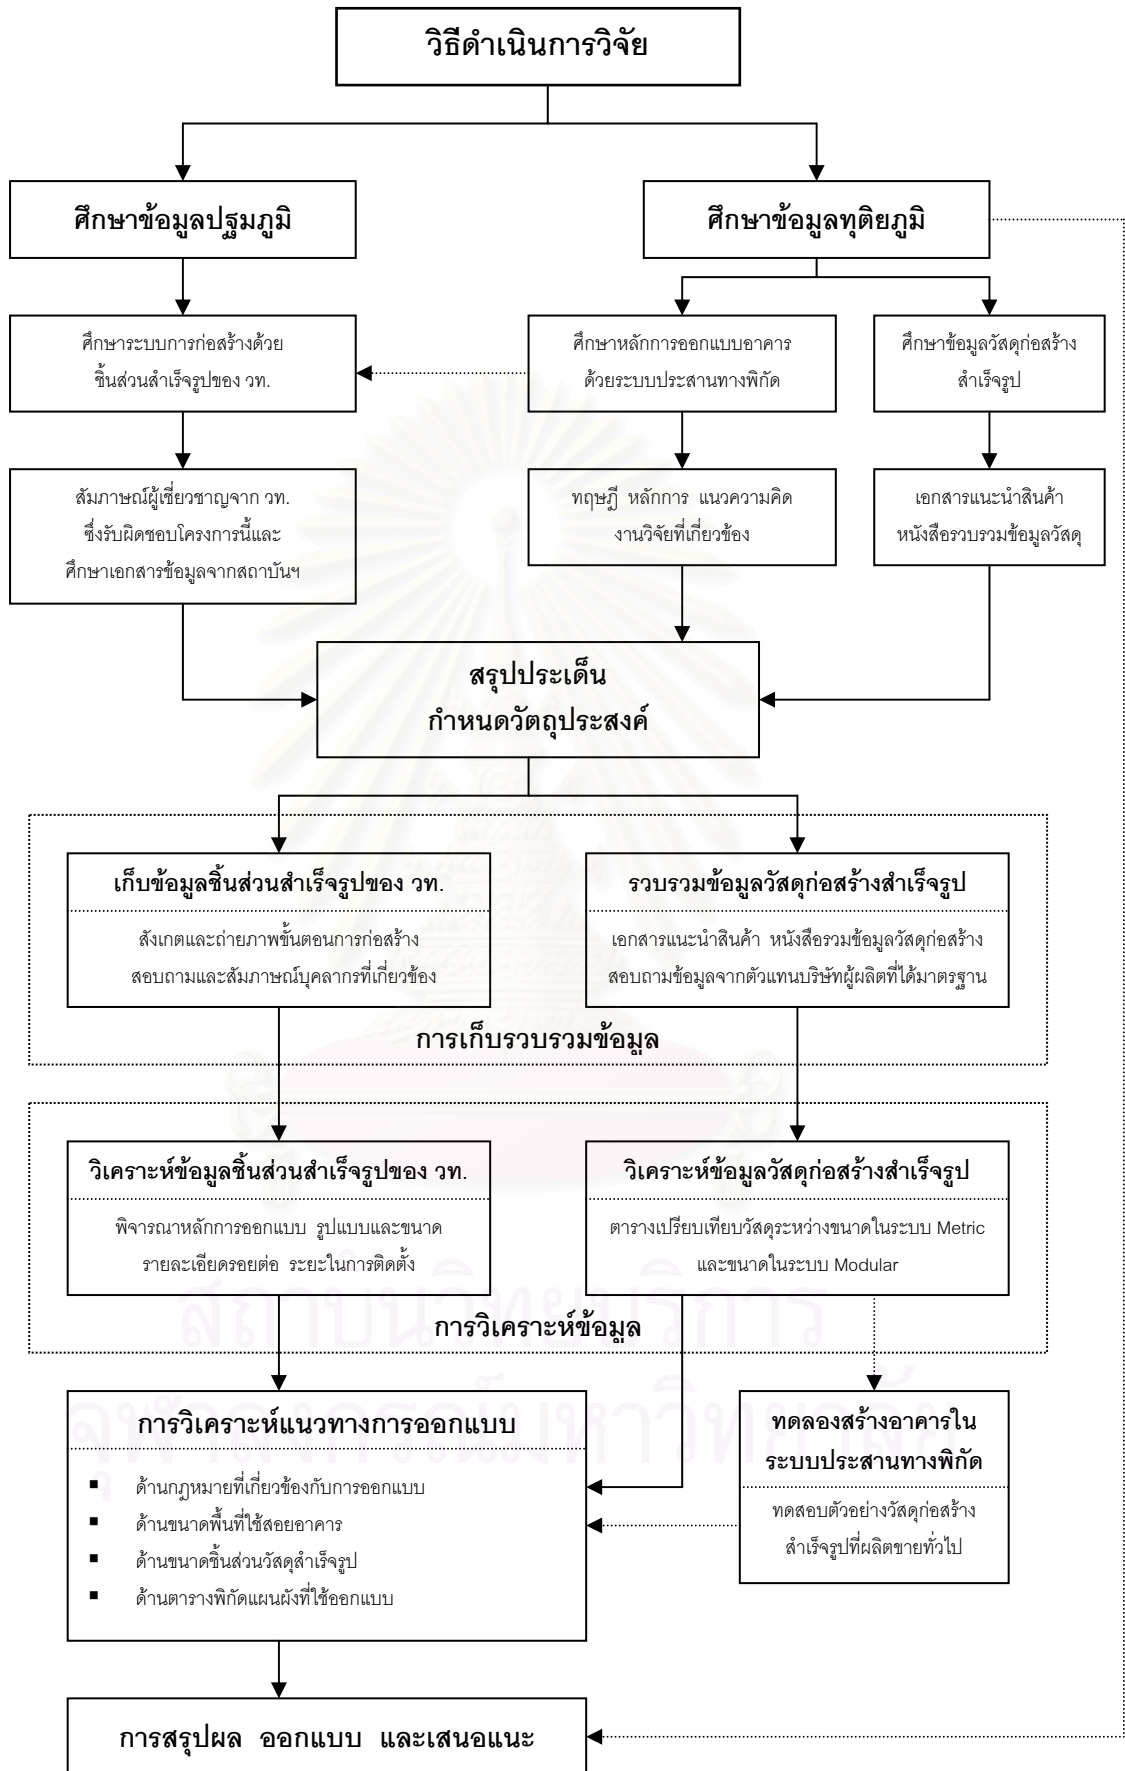 วิธีดำเนินการวิจัย
ศึกษาข้อมูลปฐมภูมิ
ศึกษาข้อมูลทุติยภูมิ
ศึกษาระบบการก่อสร้างด้วย
ชิ้นส่วนสำเร็จรูปของ วท.
ศึกษาหลักการออกแบบอาคาร
ด้วยระบบประสานทางพิกัด
ศึกษาข้อมูลวัสดุก่อสร้าง
สำเร็จรูป
สัมภาษณ์ผู้เชี่ยวชาญจาก วท.
ซึ่งรับผิดชอบโครงการนี้และ
ศึกษาเอกสารข้อมูลจากสถาบันฯ
ทฤษฎี หลักการ แนวความคิด
งานวิจัยที่เกี่ยวข้อง
เอกสารแนะนำสินค้า
หนังสือรวบรวมข้อมูลวัสดุ
สรุปประเด็น
กำหนดวัตถุประสงค์
เก็บข้อมูลชิ้นส่วนสำเร็จรูปของ วท.
สังเกตและถ่ายภาพขั้นตอนการก่อสร้าง
สอบถามและสัมภาษณ์บุคลากรที่เกี่ยวข้อง
รวบรวมข้อมูลวัสดุก่อสร้างสำเร็จรูป
เอกสารแนะนำสินค้า หนังสือรวมข้อมูลวัสดุก่อสร้าง
สอบถามข้อมูลจากตัวแทนบริษัทผู้ผลิตที่ได้มาตรฐาน
การเก็บรวบรวมข้อมูล
วิเคราะห์ข้อมูลชิ้นส่วนสำเร็จรูปของ วท.
พิจารณาหลักการออกแบบ รูปแบบและขนาด
รายละเอียดรอยต่อ ระยะในการติดตั้ง
วิเคราะห์ข้อมูลวัสดุก่อสร้างสำเร็จรูป
ตารางเปรียบเทียบวัสดุระหว่างขนาดในระบบ Metric
และขนาดในระบบ Modular
การวิเคราะห์ข้อมูล
สถาบันวิทยบริการ
จุฬาลงกรณ์มหาวิทยาลัย
การวิเคราะห์แนวทางการออกแบบ
▪ ด้านกฎหมายที่เกี่ยวข้องกับการออกแบบ
▪ ด้านขนาดพื้นที่ใช้สอยอาคาร
▪ ด้านขนาดชิ้นส่วนวัสดุสำเร็จรูป
▪ ด้านตารางพิกัดแผนผังที่ใช้ออกแบบ
ทดลองสร้างอาคารใน
ระบบประสานทางพิกัด
ทดสอบตัวอย่างวัสดุก่อสร้าง
สำเร็จรูปที่ผลิตขายทั่วไป
การสรุปผล ออกแบบ และเสนอแนะ